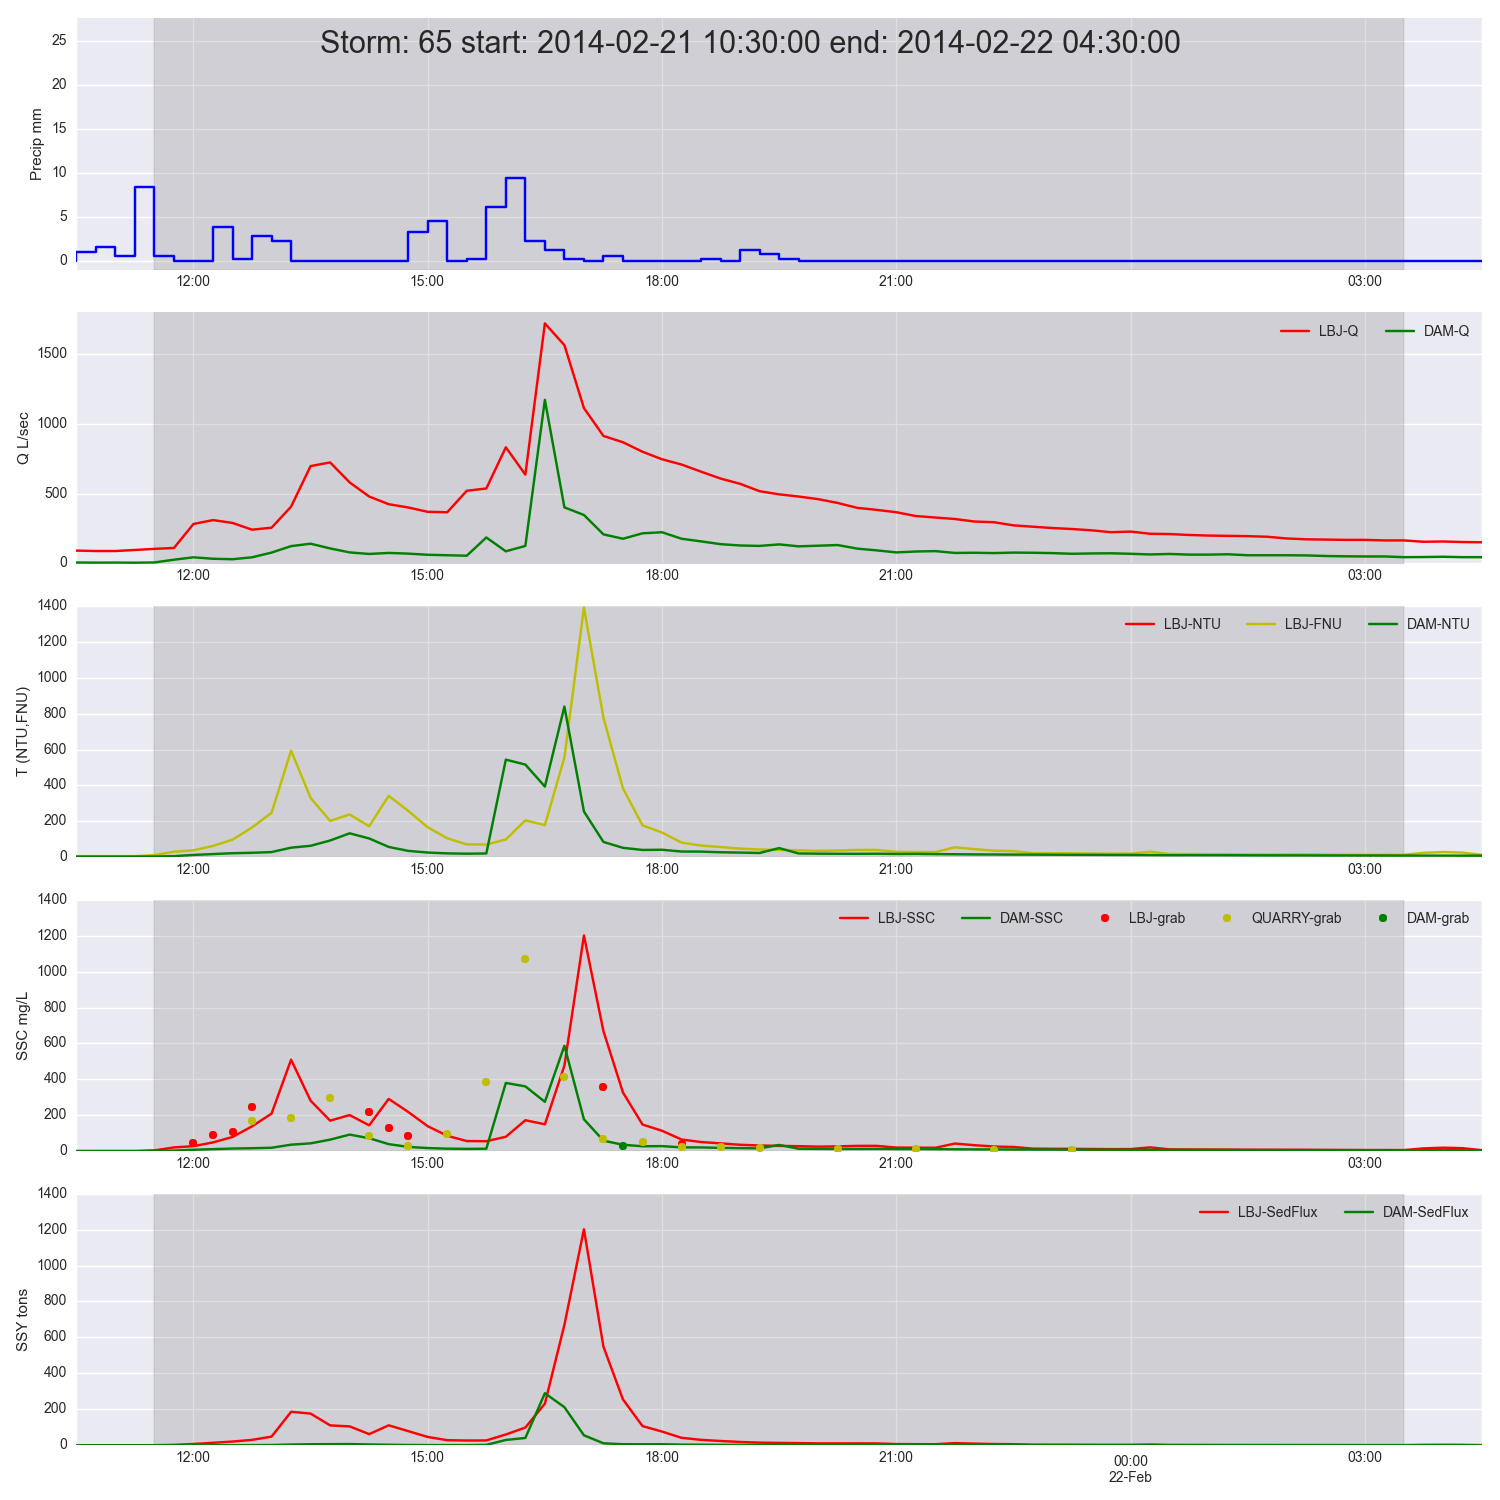 Storm: 65 start: 2014-02-21 10:30:00 end: 2014-02-22 04:30:00
Precip mm
25
20
15
10
5
0
12:00 15:00 18:00 21:00 03:00
LBJ-Q DAM-Q
Q L/sec
1500
1000
500
0
12:00 15:00 18:00 21:00 03:00
LBJ-NTU LBJ-FNU DAM-NTU
T (NTU,FNU)
1400
1200
1000
800
600
400
200
0
12:00 15:00 18:00 21:00 03:00
LBJ-SSC DAM-SSC LBJ-grab QUARRY-grab DAM-grab
SSC mg/L
1400
1200
1000
800
600
400
200
0
12:00 15:00 18:00 21:00 03:00
LBJ-SedFlux DAM-SedFlux
SSY tons
1400
1200
1000
800
600
400
200
0
12:00 15:00 18:00 21:00 00:00 03:00
22-Feb